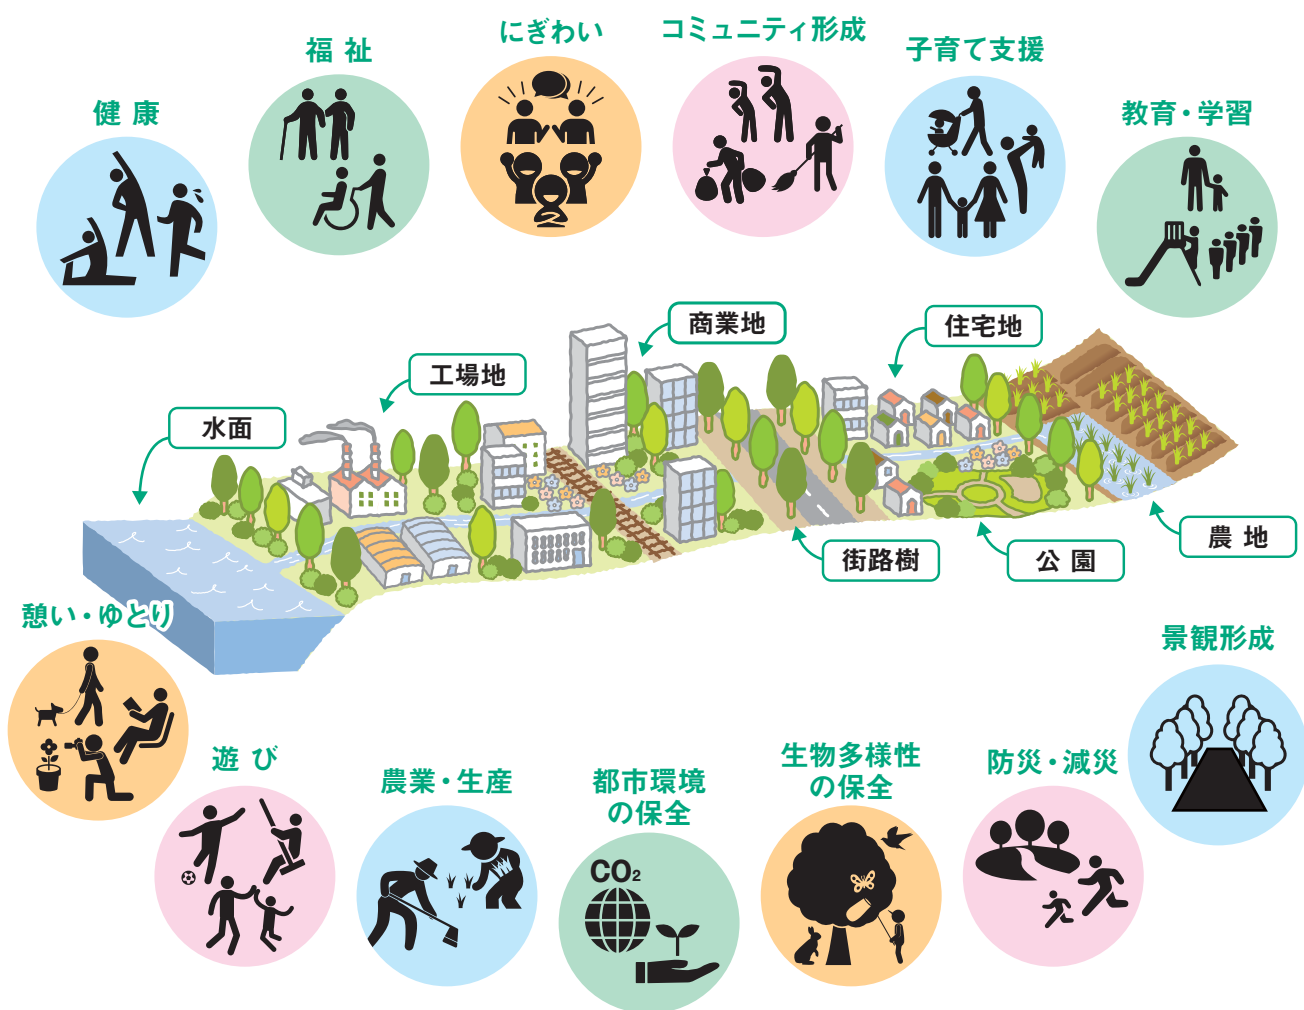 にぎわい
コミュニティ形成
福祉
子育て支援
健康
教育・学習
商業地
住宅地
工場地
水面
農地
街路樹
公園
憩い・ゆとり
景観形成
遊び
農業・生産
都市環境
の保全
生物多様性
の保全
防災・減災
CO₂